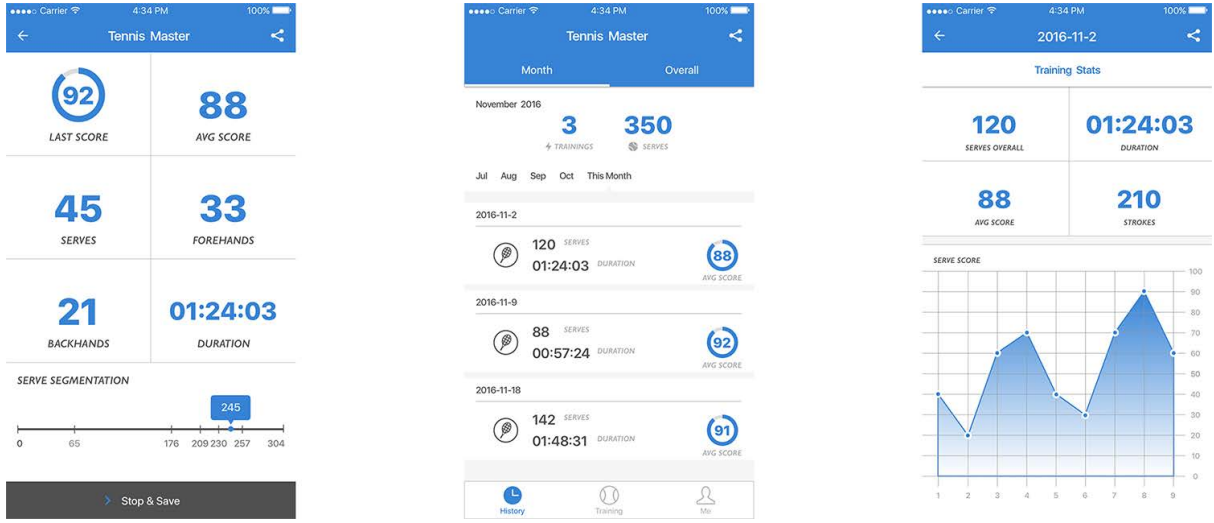 Carrier 4:34 PM 100%
Tennis Master
92
LAST SCORE
88
AVG SCORE
45
SERVES
33
FOREHANDS
21
BACKHANDS
01:24:03
DURATION
SERVE SEGMENTATION
245
0 65 176 209 230 257 304
Stop & Save
Carrier 4:34 PM 100%
Tennis Master
Month Overall
November 2016
3 350
TRAININGS SERVES
Jul Aug Sep Oct This Month
2016-11-2
120 SERVES
01:24:03 DURATION
88
AVG SCORE
2016-11-9
88 SERVES
00:57:24 DURATION
92
AVG SCORE
2016-11-18
142 SERVES
01:48:31 DURATION
91
AVG SCORE
History Training Me
Carrier 4:34 PM 100%
2016-11-2
Training Stats
120
SERVES OVERALL
01:24:03
DURATION
88
AVG SCORE
210
STROKES
SERVE SCORE
100
90
80
70
60
50
40
30
20
10
0
1 2 3 4 5 6 7 8 9